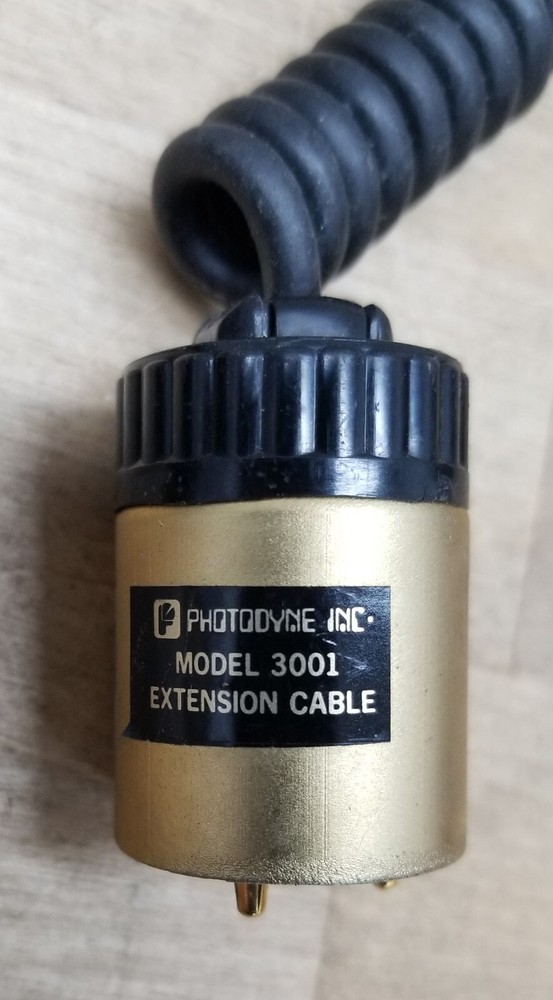 PHOTODYNE INC.
MODEL 3001
EXTENSION CABLE